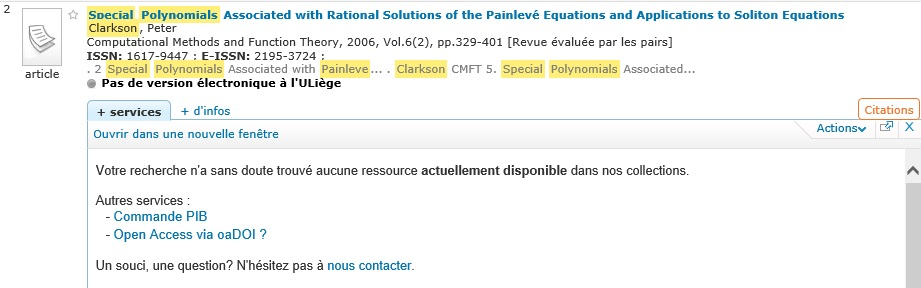 2
Special Polynomials Associated with Rational Solutions of the Painlevé Equations and Applications to Soliton Equations
Clarkson, Peter
Computational Methods and Function Theory, 2006, Vol.6(2), pp.329-401 [Revue évaluée par les pairs]
ISSN: 1617-9447 ; E-ISSN: 2195-3724 ;
. 2 Special Polynomials Associated with Painleve... . Clarkson CMFT 5. Special Polynomials Associated...
article
Pas de version électronique à l'ULiège
+ services + d'infos Citations
Ouvrir dans une nouvelle fenêtre Actions X
Votre recherche n'a sans doute trouvé aucune ressource actuellement disponible dans nos collections.
Autres services :
- Commande PIB
- Open Access via oaDOI ?
Un souci, une question? N'hésitez pas à nous contacter.